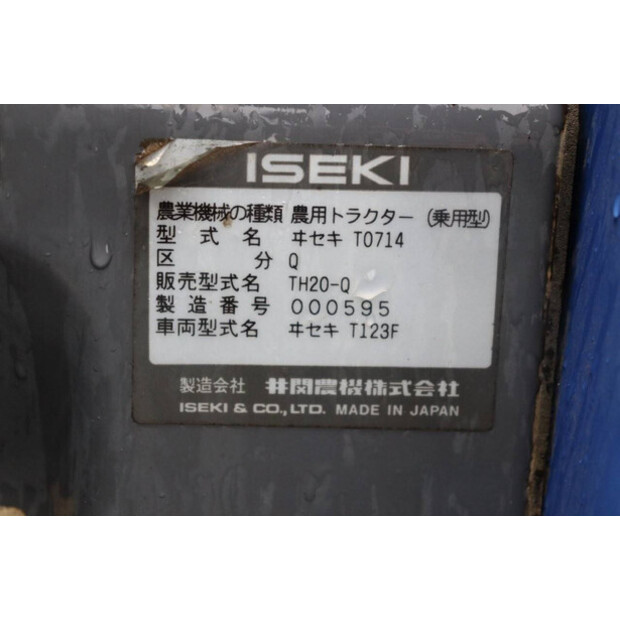 ISEKI
農業機械の種類 農用トラクター (乗用型)
型式名 ヰセキ T0714
区分 Q
販売型式名 TH20-Q
製造番号 000595
車両型式名 ヰセキ T123F
製造会社 井関農機株式会社
ISEKI & CO., LTD. MADE IN JAPAN